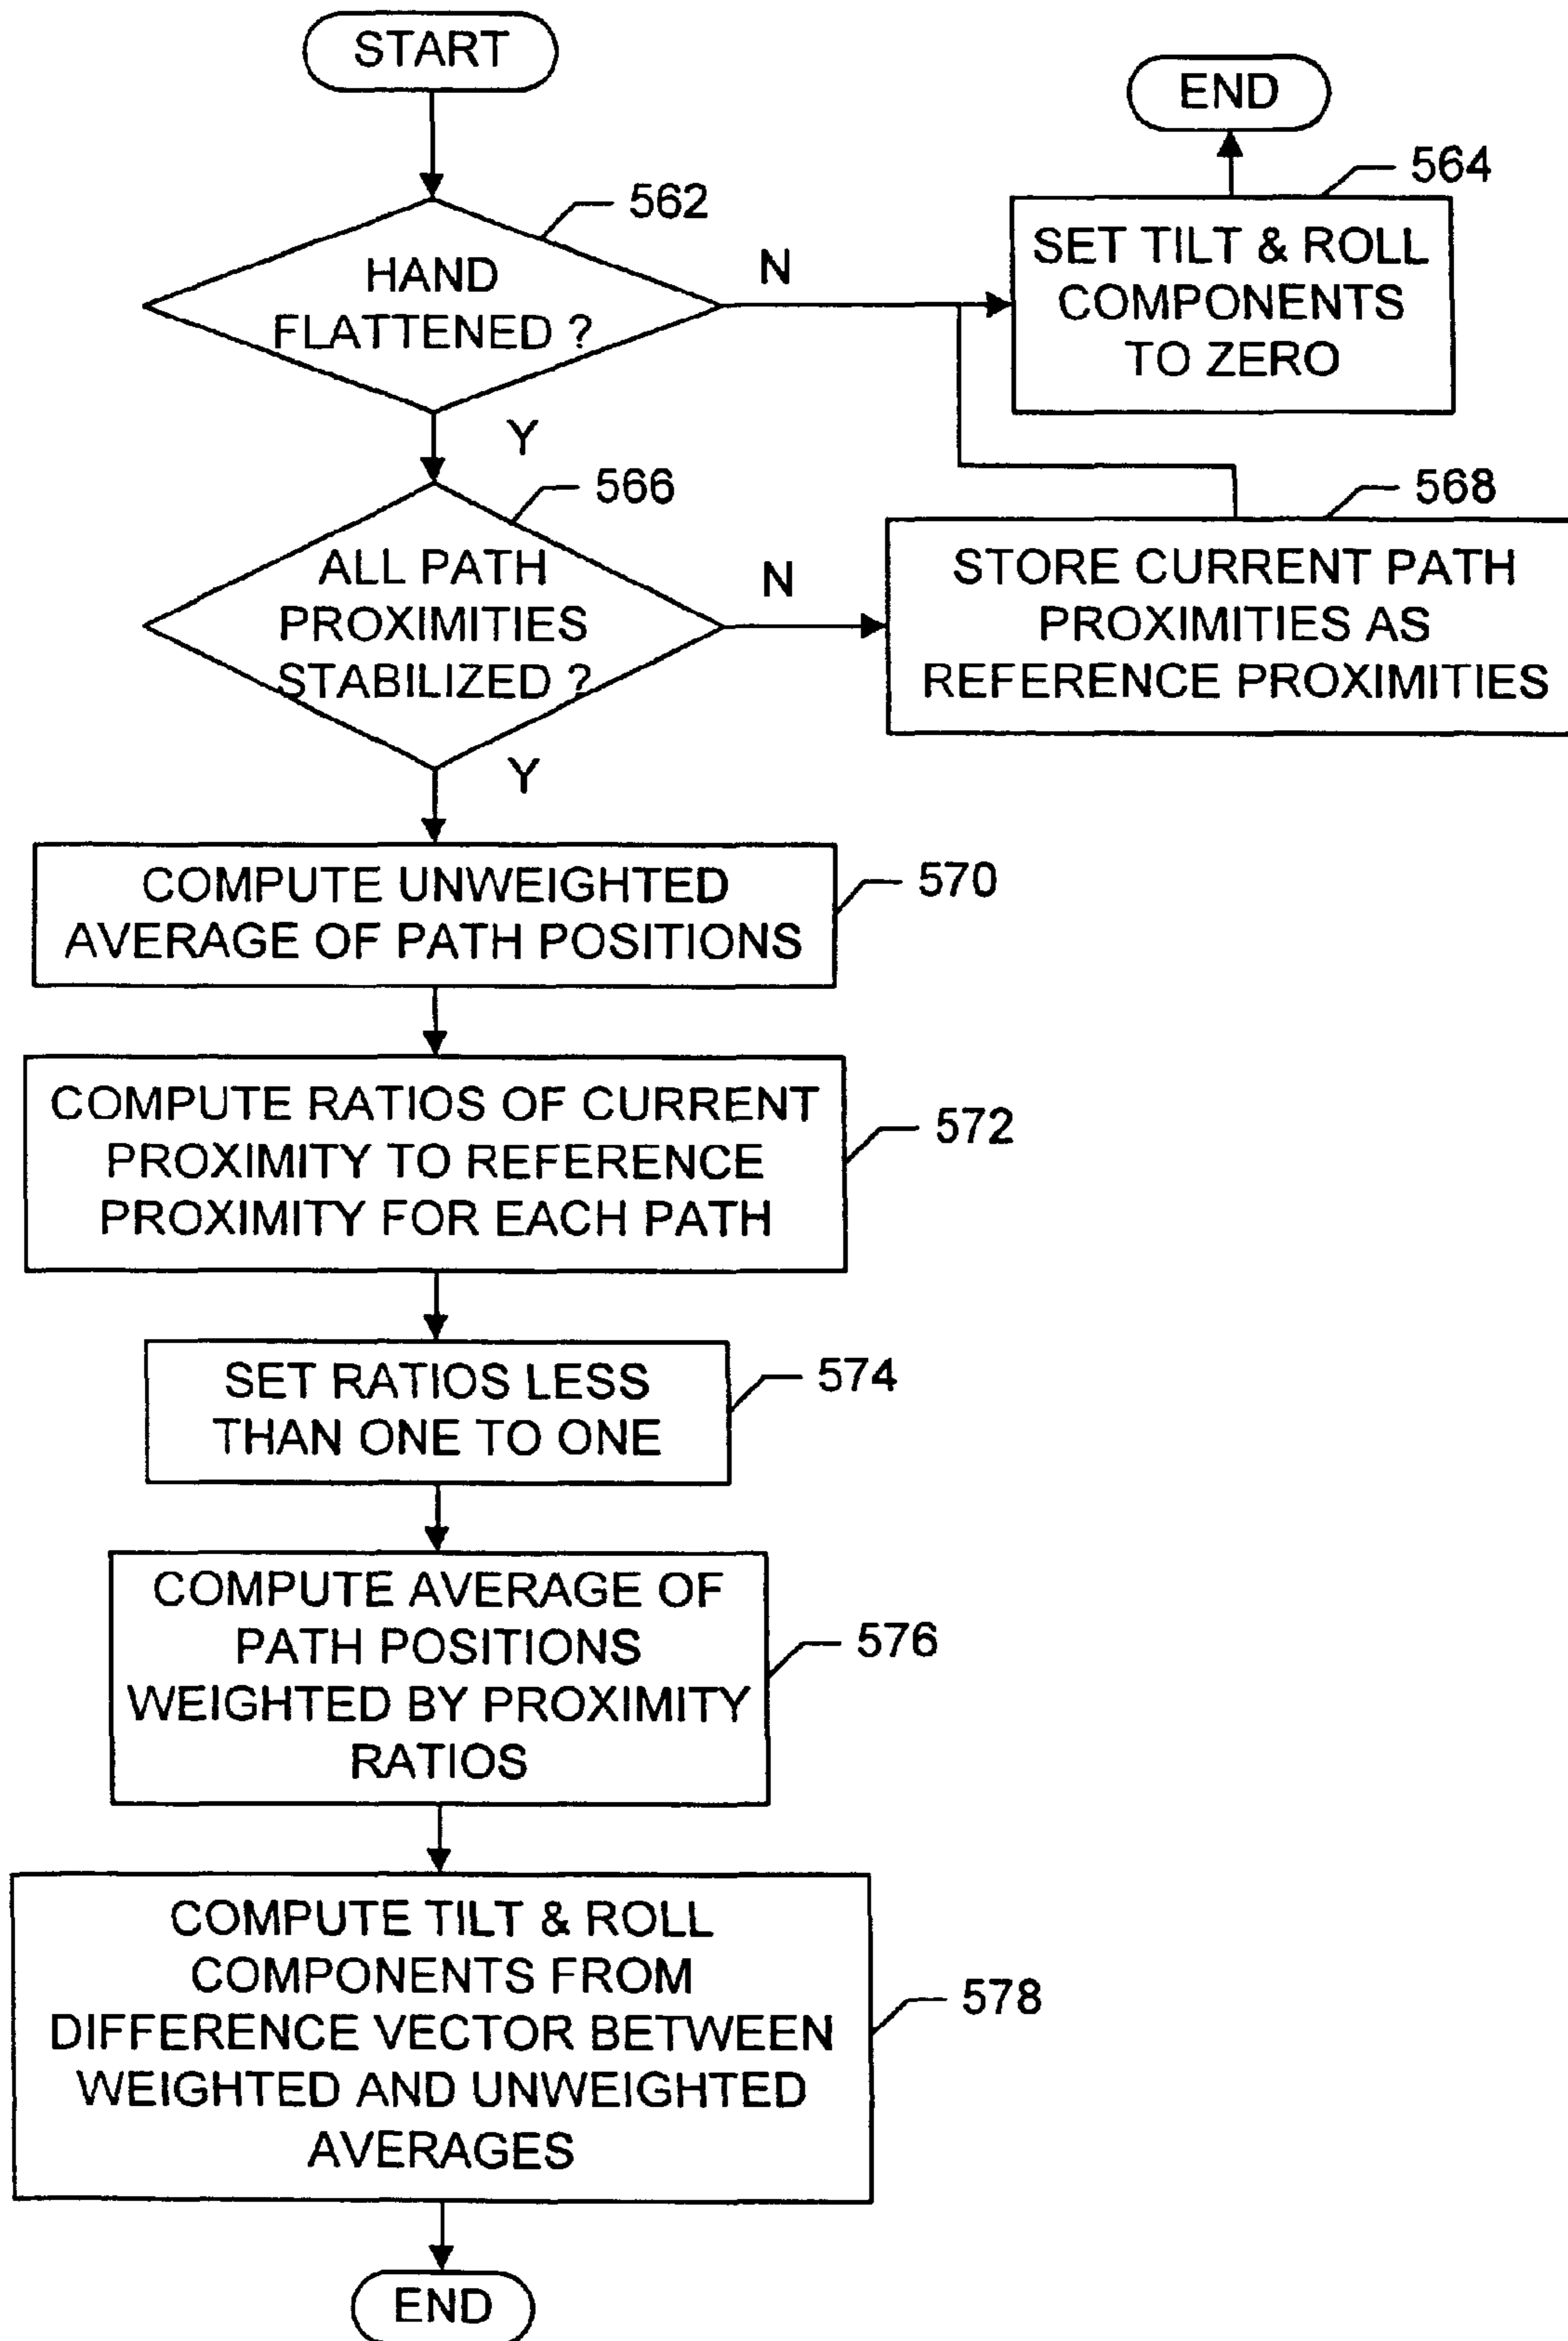 START
END
562
564
HAND
FLATTENED ?
N
SET TILT & ROLL
COMPONENTS
TO ZERO
Y
566
568
ALL PATH
PROXIMITIES
STABILIZED ?
N
STORE CURRENT PATH
PROXIMITIES AS
REFERENCE PROXIMITIES
Y
COMPUTE UNWEIGHTED
AVERAGE OF PATH POSITIONS
570
COMPUTE RATIOS OF CURRENT
PROXIMITY TO REFERENCE
PROXIMITY FOR EACH PATH
572
SET RATIOS LESS
THAN ONE TO ONE
574
COMPUTE AVERAGE OF
PATH POSITIONS
WEIGHTED BY PROXIMITY
RATIOS
576
COMPUTE TILT & ROLL
COMPONENTS FROM
DIFFERENCE VECTOR BETWEEN
WEIGHTED AND UNWEIGHTED
AVERAGES
578
END